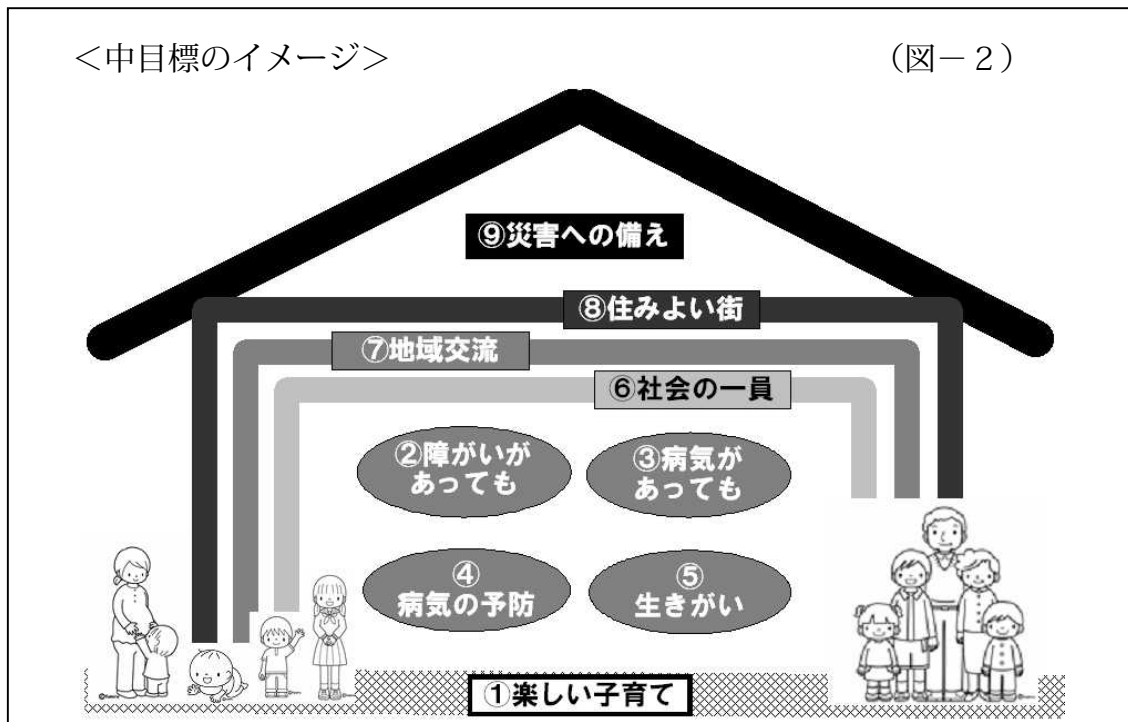 ＜中目標のイメージ＞
（図－２）
⑨災害への備え
⑧住みよい街
⑦地域交流
⑥社会の一員
②障がいが
あっても
③病気が
あっても
④
病気の予防
⑤
生きがい
①楽しい子育て